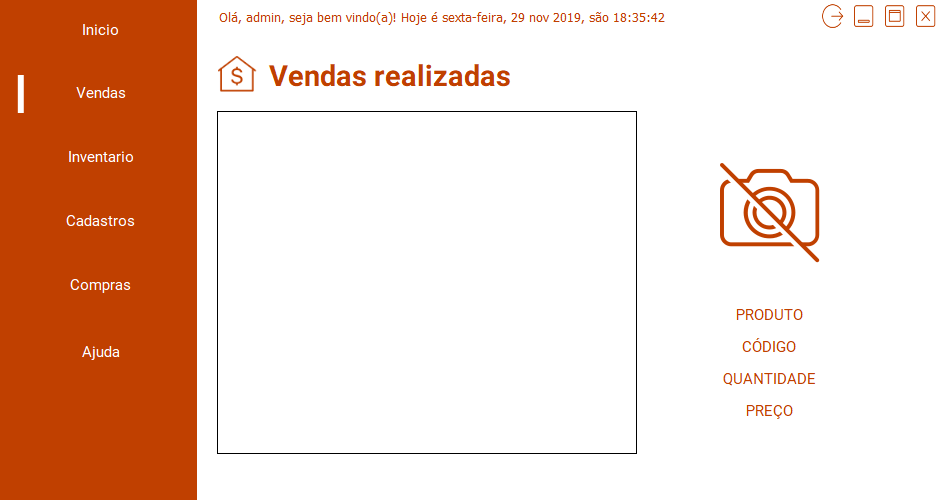 Inicio
Vendas
Inventario
Cadastros
Compras
Ajuda
Olá, admin, seja bem vindo(a)! Hoje é sexta-feira, 29 nov 2019, são 18:35:42
Vendas realizadas
PRODUTO
CÓDIGO
QUANTIDADE
PREÇO